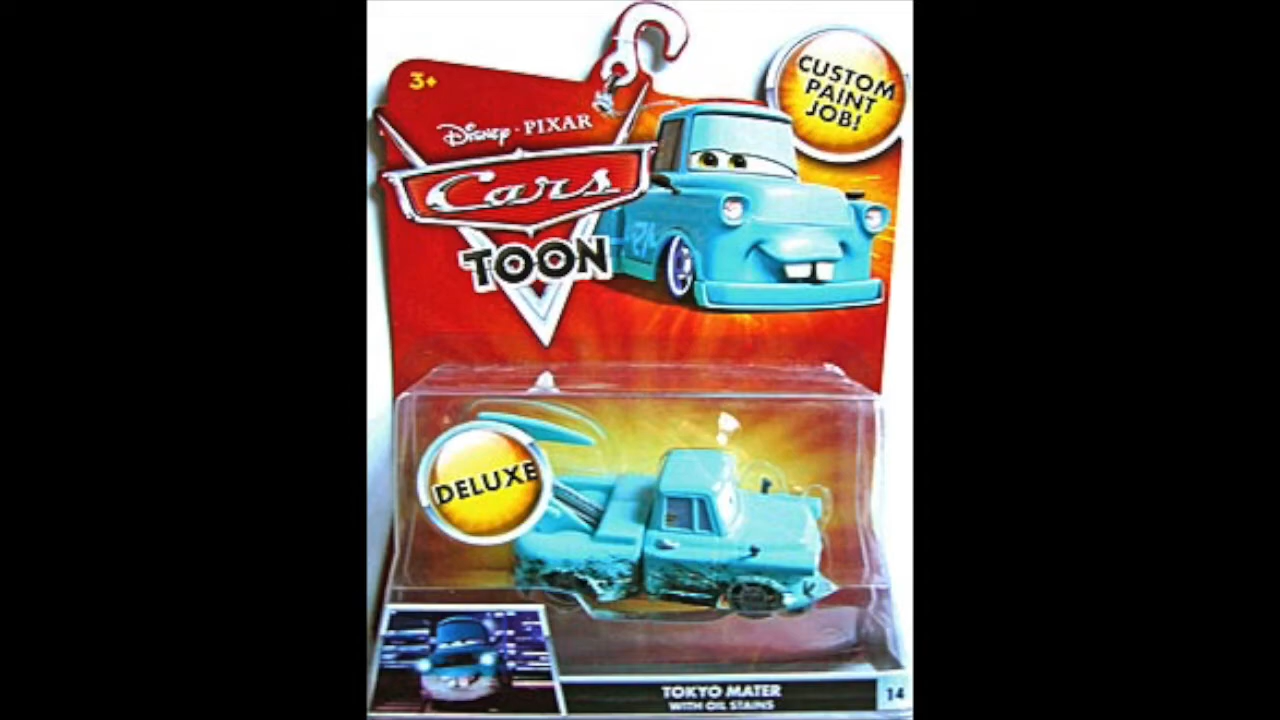 3+
CUSTOM
PAINT
JOB!
Disney · PIXAR
Cars
TOON
DELUXE
TOKYO MATER
WITH OIL STAINS
14